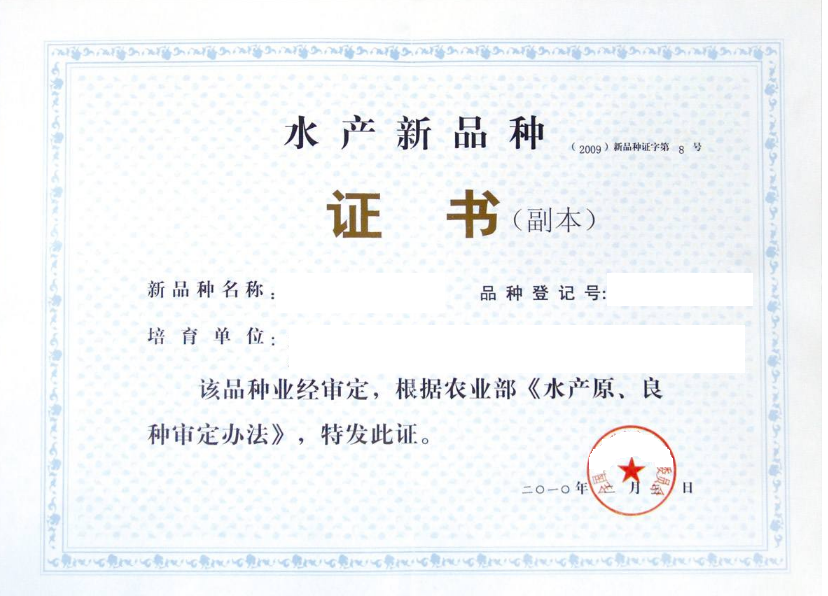 水产新品种
（2009）新品种证字第 8 号
证 书（副本）
新品种名称： 品种登记号:
培育单位：
该品种业经审定，根据农业部《水产原、良
种审定办法》，特发此证。
二〇一〇年 月 日
委员会